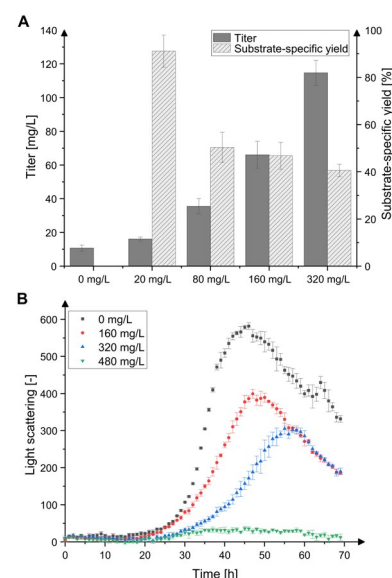 A
Titer
Substrate-specific yield
Titer [mg/L]
140
120
100
80
60
40
20
0
Substrate-specific yield [%]
100
80
60
40
20
0
0 mg/L 20 mg/L 80 mg/L 160 mg/L 320 mg/L
B
0 mg/L
160 mg/L
320 mg/L
480 mg/L
Light scattering [-]
600
500
400
300
200
100
0
0 10 20 30 40 50 60 70
Time [h]